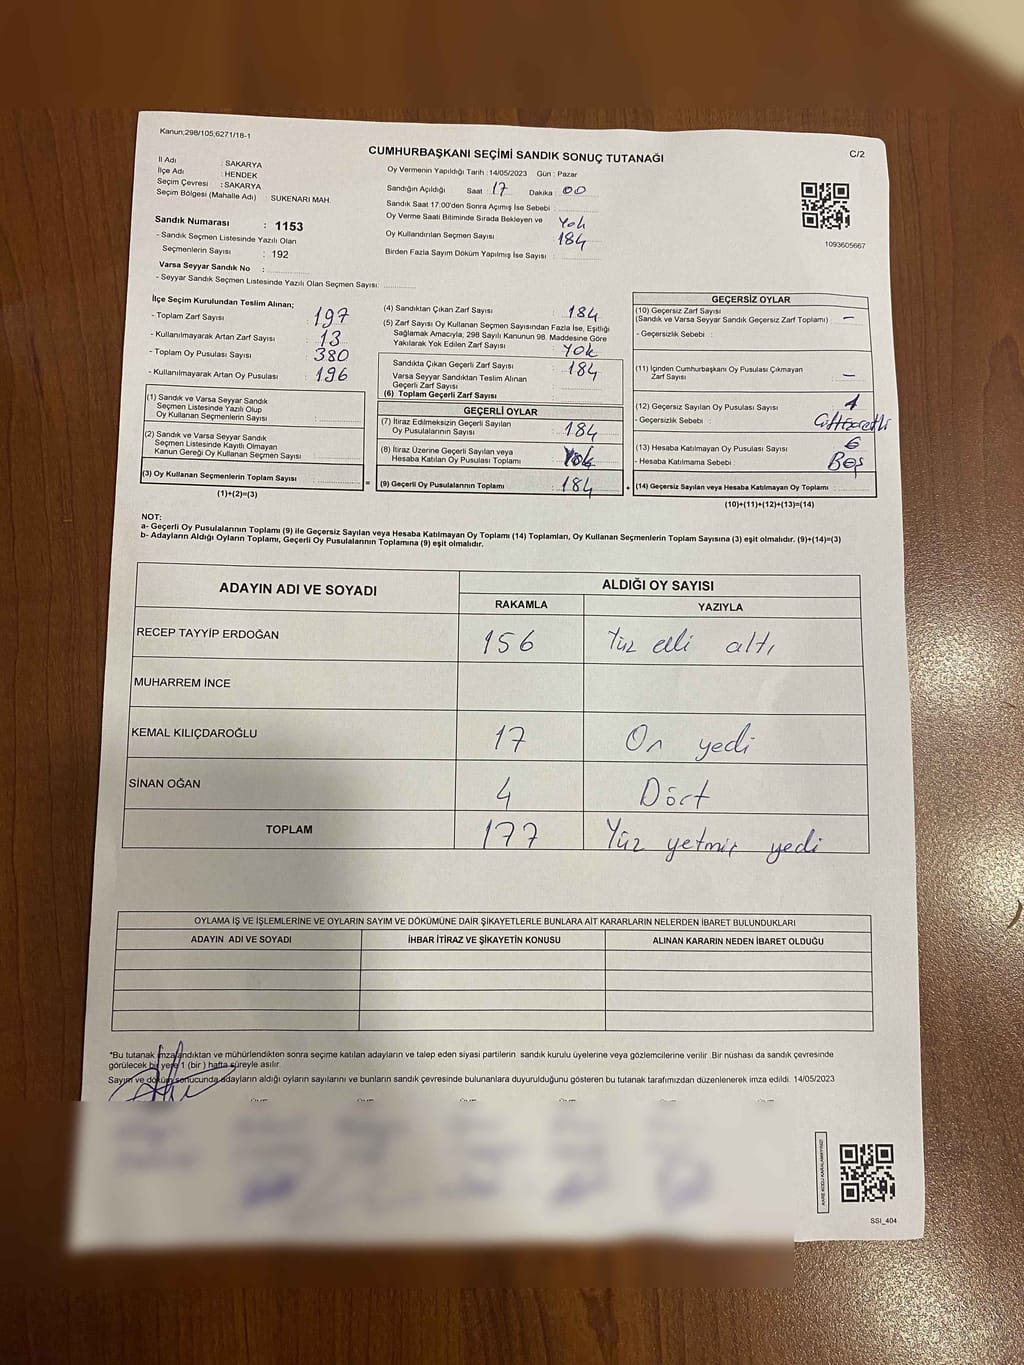 Kanun;298/105;6271/18-1
CUMHURBAŞKANI SEÇİMİ SANDIK SONUÇ TUTANAĞI
C/2
İl Adı : SAKARYA
İlçe Adı : HENDEK
Seçim Çevresi : SAKARYA
Seçim Bölgesi (Mahalle Adı) : SUKENARI MAH.
Sandık Numarası : 1153
- Sandık Seçmen Listesinde Yazılı Olan
Seçmenlerin Sayısı : 192
Varsa Seyyar Sandık No :
- Seyyar Sandık Seçmen Listesinde Yazılı Olan Seçmen Sayısı:
Oy Vermenin Yapıldığı Tarih :14/05/2023 Gün : Pazar
Sandığın Açıldığı Saat : 17 Dakika : 00
Sandık Saat 17:00'den Sonra Açımış İse Sebebi :
Oy Verme Saati Bitiminde Sırada Bekleyen ve : Yok
Oy Kullandırılan Seçmen Sayısı : 184
Birden Fazla Sayım Döküm Yapılmış İse Sayısı :
1093605667
İlçe Seçim Kurulundan Teslim Alınan;
- Toplam Zarf Sayısı : 197
- Kullanılmayarak Artan Zarf Sayısı : 13
- Toplam Oy Pusulası Sayısı : 380
- Kullanılmayarak Artan Oy Pusulası : 196
(1) Sandık ve Varsa Seyyar Sandık
Seçmen Listesinde Yazılı Olup
Oy Kullanan Seçmenlerin Sayısı :
(2) Sandık ve Varsa Seyyar Sandık
Seçmen Listesinde Kayıtlı Olmayan
Kanun Gereği Oy Kullanan Seçmen Sayısı :
(3) Oy Kullanan Seçmenlerin Toplam Sayısı :
(1)+(2)=(3)
(4) Sandıktan Çıkan Zarf Sayısı : 184
(5) Zarf Sayısı Oy Kullanan Seçmen Sayısından Fazla İse, Eşitliği
Sağlamak Amacıyla, 298 Sayılı Kanunun 98. Maddesine Göre
Yakılarak Yok Edilen Zarf Sayısı : Yok
Sandıkta Çıkan Geçerli Zarf Sayısı : 184
Varsa Seyyar Sandıktan Teslim Alınan
Geçerli Zarf Sayısı :
(6) Toplam Geçerli Zarf Sayısı :
GEÇERLİ OYLAR
(7) İtiraz Edilmeksizin Geçerli Sayılan
Oy Pusulalarının Sayısı : 184
(8) İtiraz Üzerine Geçerli Sayılan veya
Hesaba Katılan Oy Pusulası Toplamı : Yok
(9) Geçerli Oy Pusulalarının Toplamı : 184
=
+
GEÇERSİZ OYLAR
(10) Geçersiz Zarf Sayısı
(Sandık ve Varsa Seyyar Sandık Geçersiz Zarf Toplamı) : —
- Geçersizlik Sebebi :
(11) İçinden Cumhurbaşkanı Oy Pusulası Çıkmayan
Zarf Sayısı : —
(12) Geçersiz Sayılan Oy Pusulası Sayısı : 1
- Geçersizlik Sebebi :
(13) Hesaba Katılmayan Oy Pusulası Sayısı : 6
- Hesaba Katılmama Sebebi : Boş
(14) Geçersiz Sayılan veya Hesaba Katılmayan Oy Toplamı :
(10)+(11)+(12)+(13)=(14)
NOT:
a- Geçerli Oy Pusulalarının Toplamı (9) ile Geçersiz Sayılan veya Hesaba Katılmayan Oy Toplamı (14) Toplamları, Oy Kullanan Seçmenlerin Toplam Sayısına (3) eşit olmalıdır. (9)+(14)=(3)
b- Adayların Aldığı Oyların Toplamı, Geçerli Oy Pusulalarının Toplamına (9) eşit olmalıdır.
ADAYIN ADI VE SOYADI ALDIĞI OY SAYISI
RAKAMLA YAZIYLA
RECEP TAYYİP ERDOĞAN 156 Yüz elli altı
MUHARREM İNCE
KEMAL KILIÇDAROĞLU 17 On yedi
SİNAN OĞAN 4 Dört
TOPLAM 177 Yüz yetmiş yedi
OYLAMA İŞ VE İŞLEMLERİNE VE OYLARIN SAYIM VE DÖKÜMÜNE DAİR ŞİKAYETLERLE BUNLARA AİT KARARLARIN NELERDEN İBARET BULUNDUKLARI
ADAYIN ADI VE SOYADI İHBAR İTİRAZ VE ŞİKAYETİN KONUSU ALINAN KARARIN NEDEN İBARET OLDUĞU
*Bu tutanak imzalandıktan ve mühürlendikten sonra seçime katılan adayların ve talep eden siyasi partilerin sandık kurulu üyelerine veya gözlemcilerine verilir .Bir nüshası da sandık çevresinde
görülecek bir yere 1 (bir ) hafta süreyle asılır.
Sayım ve döküm sonucunda adayların aldığı oyların sayılarını ve bunların sandık çevresinde bulunanlara duyurulduğunu gösteren bu tutanak tarafımızdan düzenlenerek imza edildi. 14/05/2023
KARE KODU KARALAMAYINIZ!
SSI_404